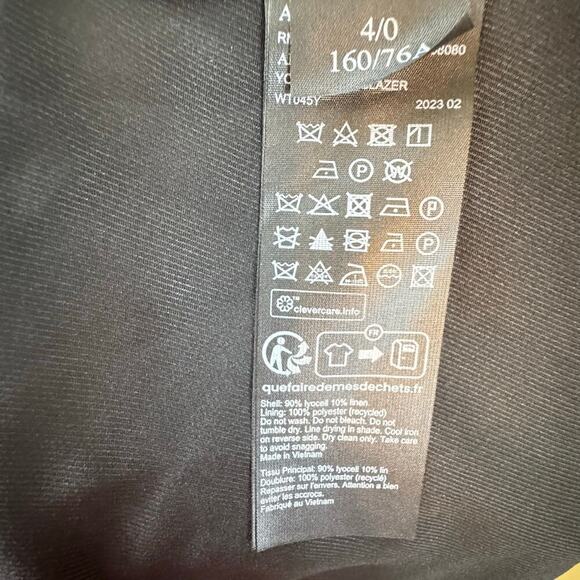 4/0
160/76A
8080
BLAZER
WT045Y
2023 02
P
W
P
P
TM
clevercare.info
FR
quefairedemesdechets.fr
Shell: 90% lyocell 10% linen
Lining: 100% polyester (recycled)
Do not wash. Do not bleach. Do not
tumble dry. Line drying in shade. Cool iron
on reverse side. Dry clean only. Take care
to avoid snagging.
Made in Vietnam
Tissu Principal: 90% lyocell 10% lin
Doublure: 100% polyester (recyclé)
Repasser sur l'envers. Attention a bien
eviter les accrocs.
Fabriqué au Vietnam